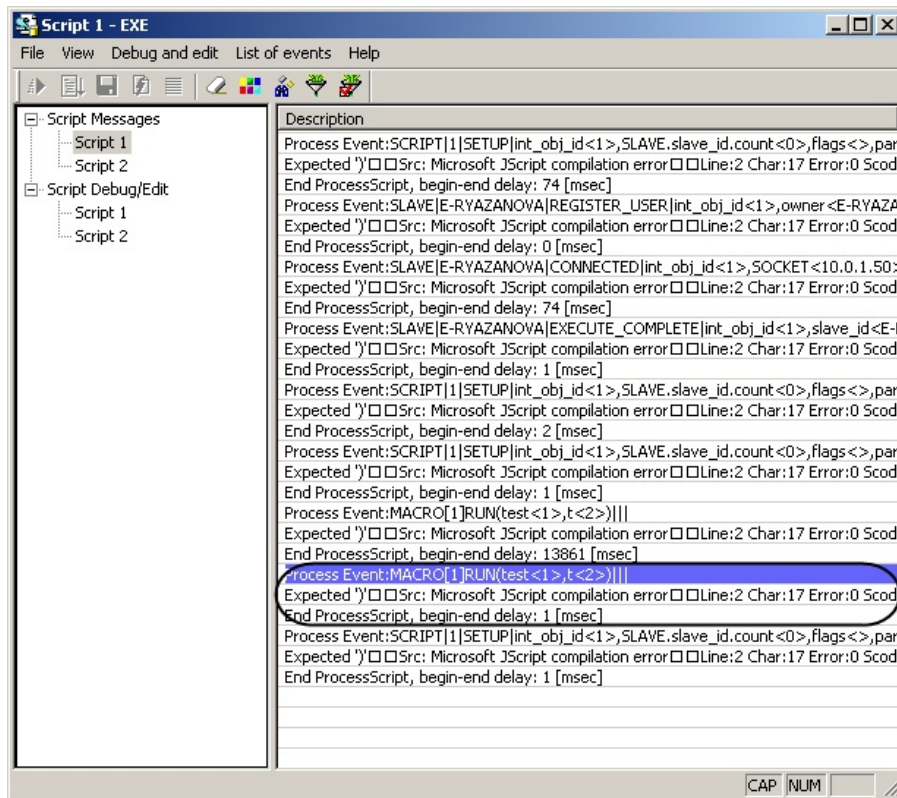 Script 1 - EXE
File View Debug and edit List of events Help
Script Messages
Script 1
Script 2
Script Debug/Edit
Script 1
Script 2
Description
Process Event:SCRIPT|1|SETUP|int_obj_id<1>,SLAVE.slave_id.count<0>,flags<>,par
Expected ')'□□Src: Microsoft JScript compilation error□□Line:2 Char:17 Error:0 Scod
End ProcessScript, begin-end delay: 74 [msec]
Process Event:SLAVE|E-RYAZANOVA|REGISTER_USER|int_obj_id<1>,owner<E-RYAZA
Expected ')'□□Src: Microsoft JScript compilation error□□Line:2 Char:17 Error:0 Scod
End ProcessScript, begin-end delay: 0 [msec]
Process Event:SLAVE|E-RYAZANOVA|CONNECTED|int_obj_id<1>,SOCKET<10.0.1.50>
Expected ')'□□Src: Microsoft JScript compilation error□□Line:2 Char:17 Error:0 Scod
End ProcessScript, begin-end delay: 74 [msec]
Process Event:SLAVE|E-RYAZANOVA|EXECUTE_COMPLETE|int_obj_id<1>,slave_id<E-
Expected ')'□□Src: Microsoft JScript compilation error□□Line:2 Char:17 Error:0 Scod
End ProcessScript, begin-end delay: 1 [msec]
Process Event:SCRIPT|1|SETUP|int_obj_id<1>,SLAVE.slave_id.count<0>,flags<>,par
Expected ')'□□Src: Microsoft JScript compilation error□□Line:2 Char:17 Error:0 Scod
End ProcessScript, begin-end delay: 2 [msec]
Process Event:SCRIPT|1|SETUP|int_obj_id<1>,SLAVE.slave_id.count<0>,flags<>,par
Expected ')'□□Src: Microsoft JScript compilation error□□Line:2 Char:17 Error:0 Scod
End ProcessScript, begin-end delay: 1 [msec]
Process Event:MACRO[1]RUN(test<1>,t<2>)|||
Expected ')'□□Src: Microsoft JScript compilation error□□Line:2 Char:17 Error:0 Scod
End ProcessScript, begin-end delay: 13861 [msec]
Process Event:MACRO[1]RUN(test<1>,t<2>)|||
Expected ')'□□Src: Microsoft JScript compilation error□□Line:2 Char:17 Error:0 Scod
End ProcessScript, begin-end delay: 1 [msec]
Process Event:SCRIPT|1|SETUP|int_obj_id<1>,SLAVE.slave_id.count<0>,flags<>,par
Expected ')'□□Src: Microsoft JScript compilation error□□Line:2 Char:17 Error:0 Scod
End ProcessScript, begin-end delay: 1 [msec]
CAP NUM